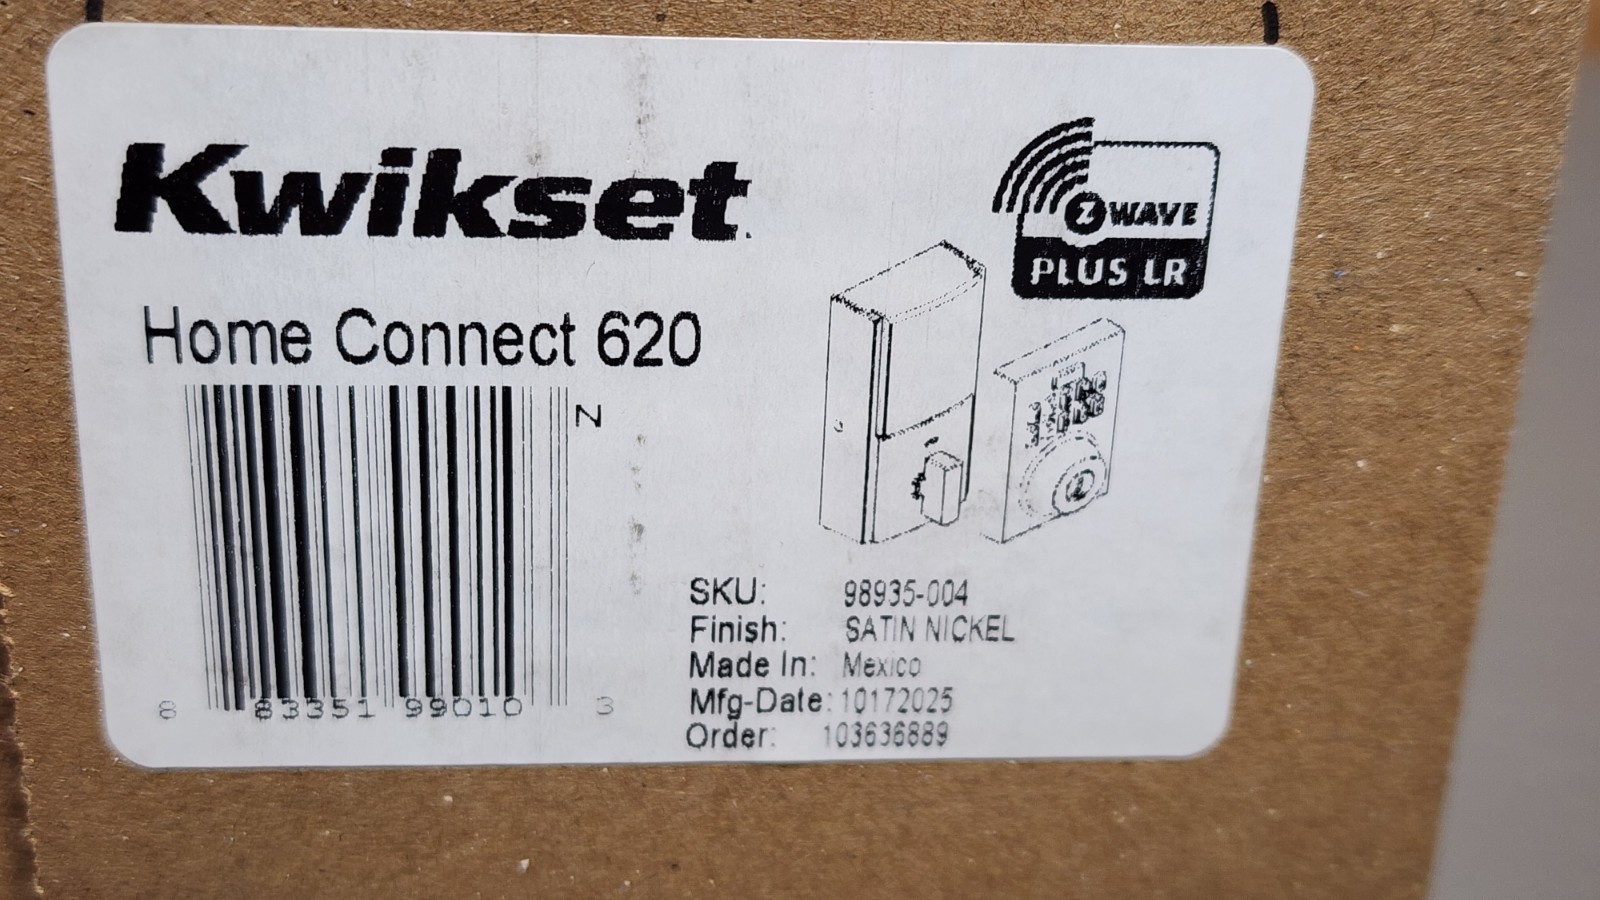 Kwikset
Z WAVE
PLUS LR
Home Connect 620
N
8 83351 99010 3
SKU: 98935-004
Finish: SATIN NICKEL
Made In: Mexico
Mfg-Date: 10172025
Order: 103636889